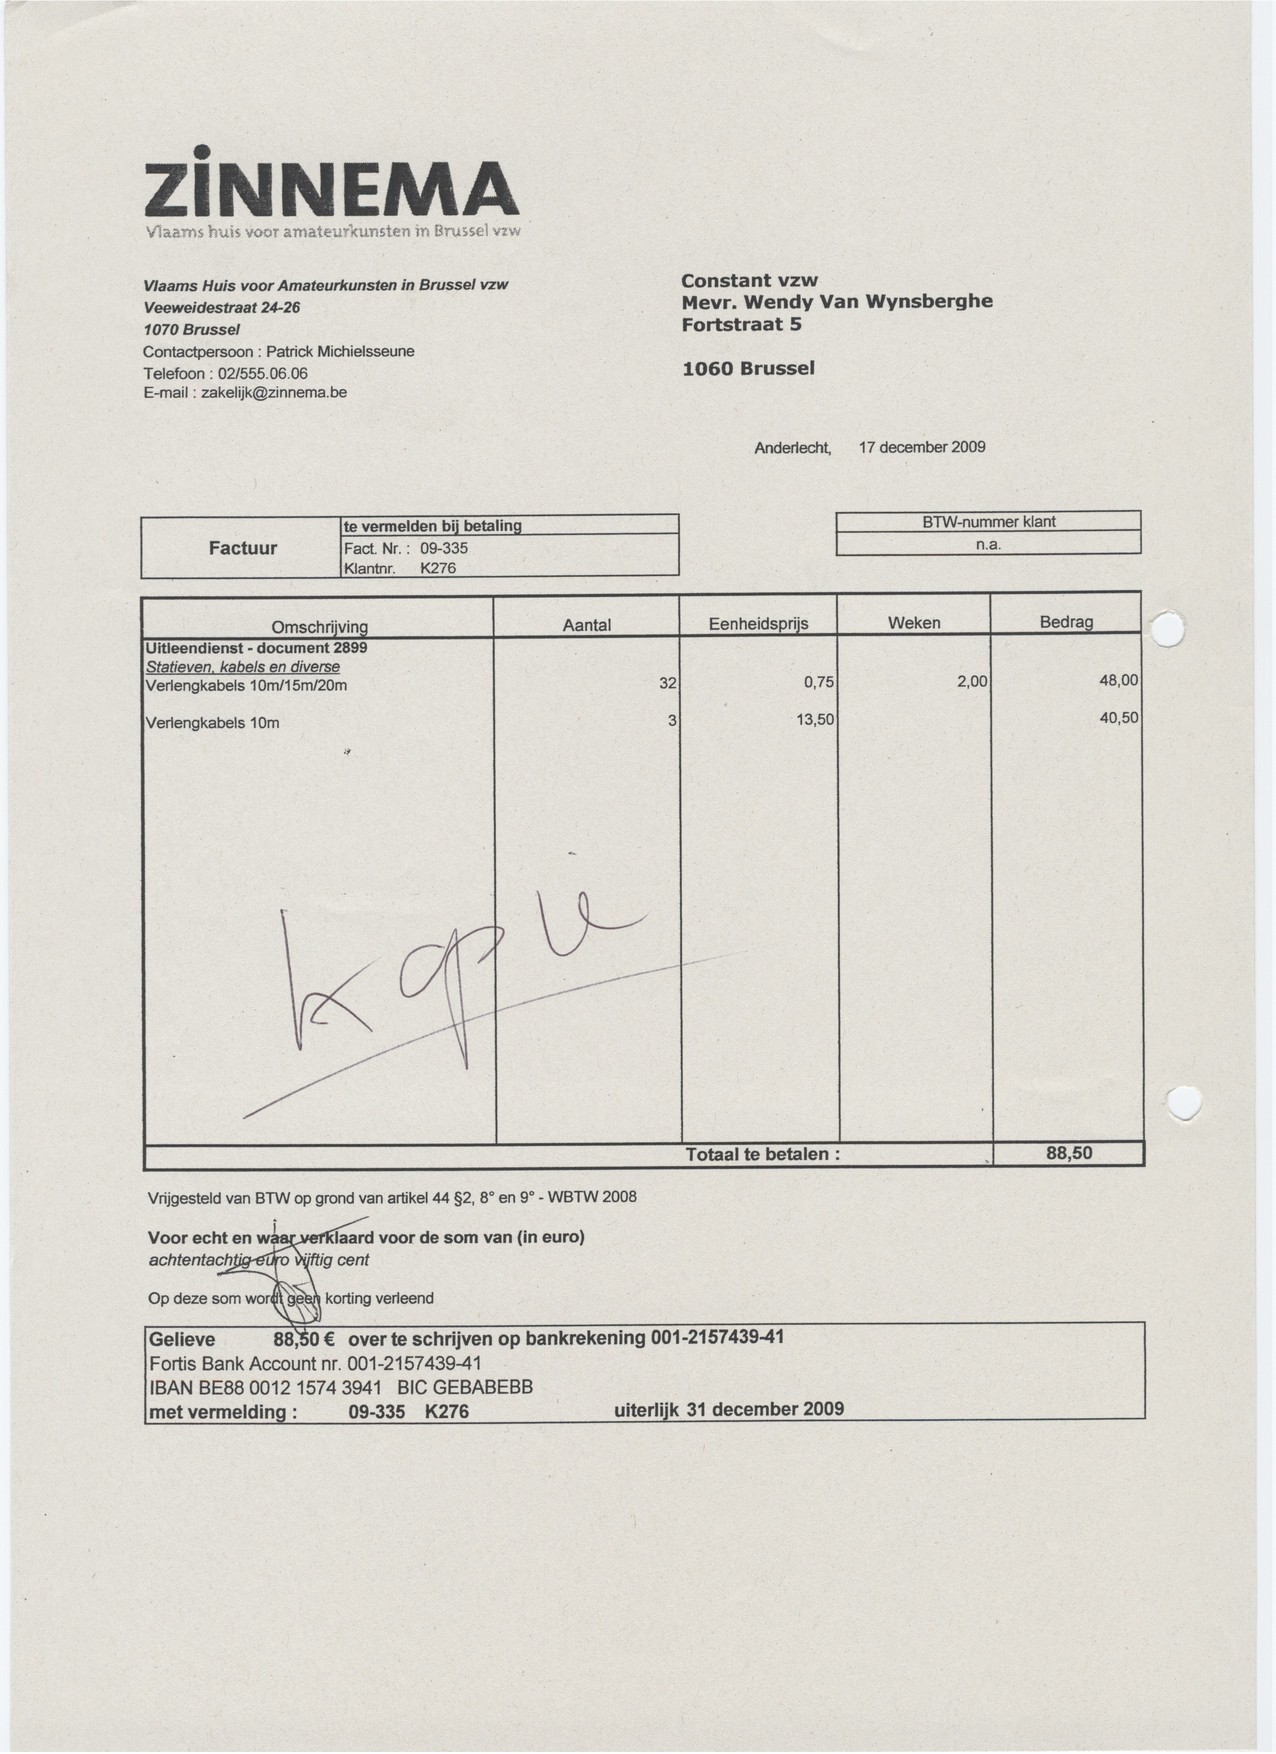 ZiNNEMA
Vlaams huis voor amateurkunsten in Brussel vzw
Vlaams Huis voor Amateurkunsten in Brussel vzw
Veeweidestraat 24-26
1070 Brussel
Contactpersoon : Patrick Michielsseune
Telefoon : 02/555.06.06
E-mail : zakelijk@zinnema.be
Constant vzw
Mevr. Wendy Van Wynsberghe
Fortstraat 5
1060 Brussel
Anderlecht, 17 december 2009
Factuur
te vermelden bij betaling
Fact. Nr. : 09-335
Klantnr. K276
BTW-nummer klant
n.a.
Omschrijving Aantal Eenheidsprijs Weken Bedrag
Uitleendienst - document 2899
Statieven, kabels en diverse
Verlengkabels 10m/15m/20m 32 0,75 2,00 48,00
Verlengkabels 10m 3 13,50 40,50
kopie
Totaal te betalen : 88,50
Vrijgesteld van BTW op grond van artikel 44 §2, 8° en 9° - WBTW 2008
Voor echt en waar verklaard voor de som van (in euro)
achtentachtig euro vijftig cent
Op deze som wordt geen korting verleend
Gelieve 88,50 € over te schrijven op bankrekening 001-2157439-41
Fortis Bank Account nr. 001-2157439-41
IBAN BE88 0012 1574 3941 BIC GEBABEBB
met vermelding : 09-335 K276 uiterlijk 31 december 2009